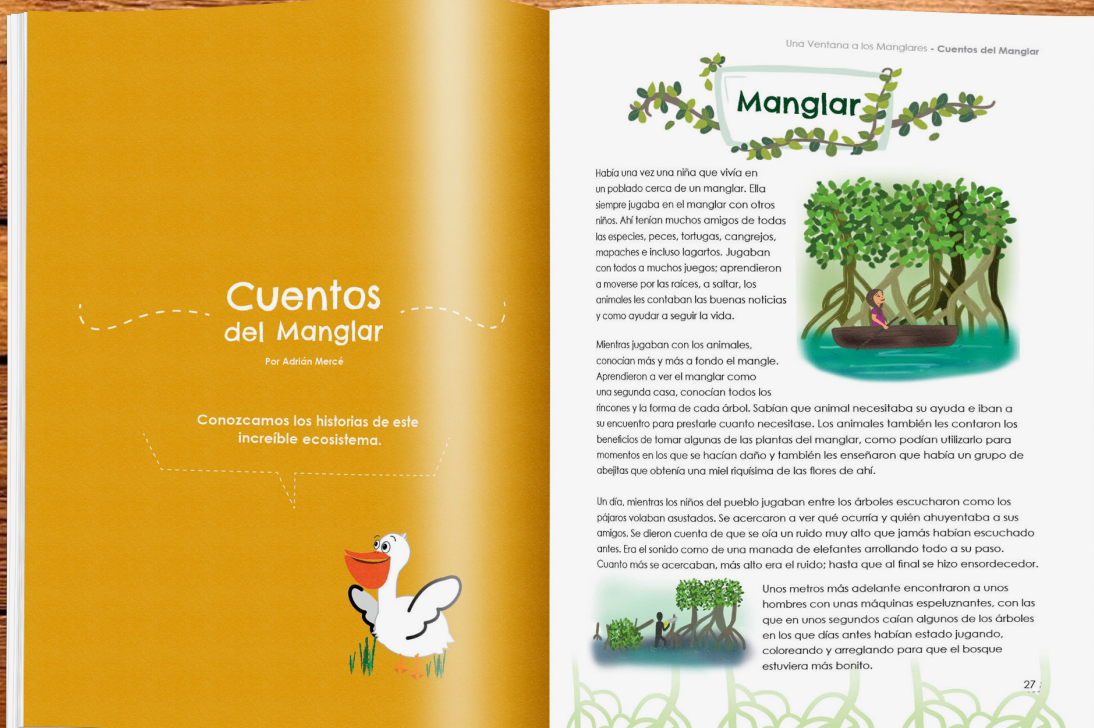 Cuentos
del Manglar
Por Adrián Mercé
Conozcamos los historias de este
increíble ecosistema.
Una Ventana a los Manglares - Cuentos del Manglar
Manglar
Había una vez una niña que vivía en
un poblado cerca de un manglar. Ella
siempre jugaba en el manglar con otros
niños. Ahí tenían muchos amigos de todas
las especies, peces, tortugas, cangrejos,
mapaches e incluso lagartos. Jugaban
con todos a muchos juegos; aprendieron
a moverse por las raíces, a saltar, los
animales les contaban las buenas noticias
y como ayudar a seguir la vida.
Mientras jugaban con los animales,
conocían más y más a fondo el mangle.
Aprendieron a ver el manglar como
una segunda casa, conocían todos los
rincones y la forma de cada árbol. Sabían que animal necesitaba su ayuda e iban a
su encuentro para prestarle cuanto necesitase. Los animales también les contaron los
beneficios de tomar algunas de las plantas del manglar, como podían utilizarlo para
momentos en los que se hacían daño y también les enseñaron que había un grupo de
abejitas que obtenía una miel riquísima de las flores de ahí.
Un día, mientras los niños del pueblo jugaban entre los árboles escucharon como los
pájaros volaban asustados. Se acercaron a ver qué ocurría y quién ahuyentaba a sus
amigos. Se dieron cuenta de que se oía un ruido muy alto que jamás habían escuchado
antes. Era el sonido como de una manada de elefantes arrollando todo a su paso.
Cuanto más se acercaban, más alto era el ruido; hasta que al final se hizo ensordecedor.
Unos metros más adelante encontraron a unos
hombres con unas máquinas espeluznantes, con las
que en unos segundos caían algunos de los árboles
en los que días antes habían estado jugando,
coloreando y arreglando para que el bosque
estuviera más bonito.
27